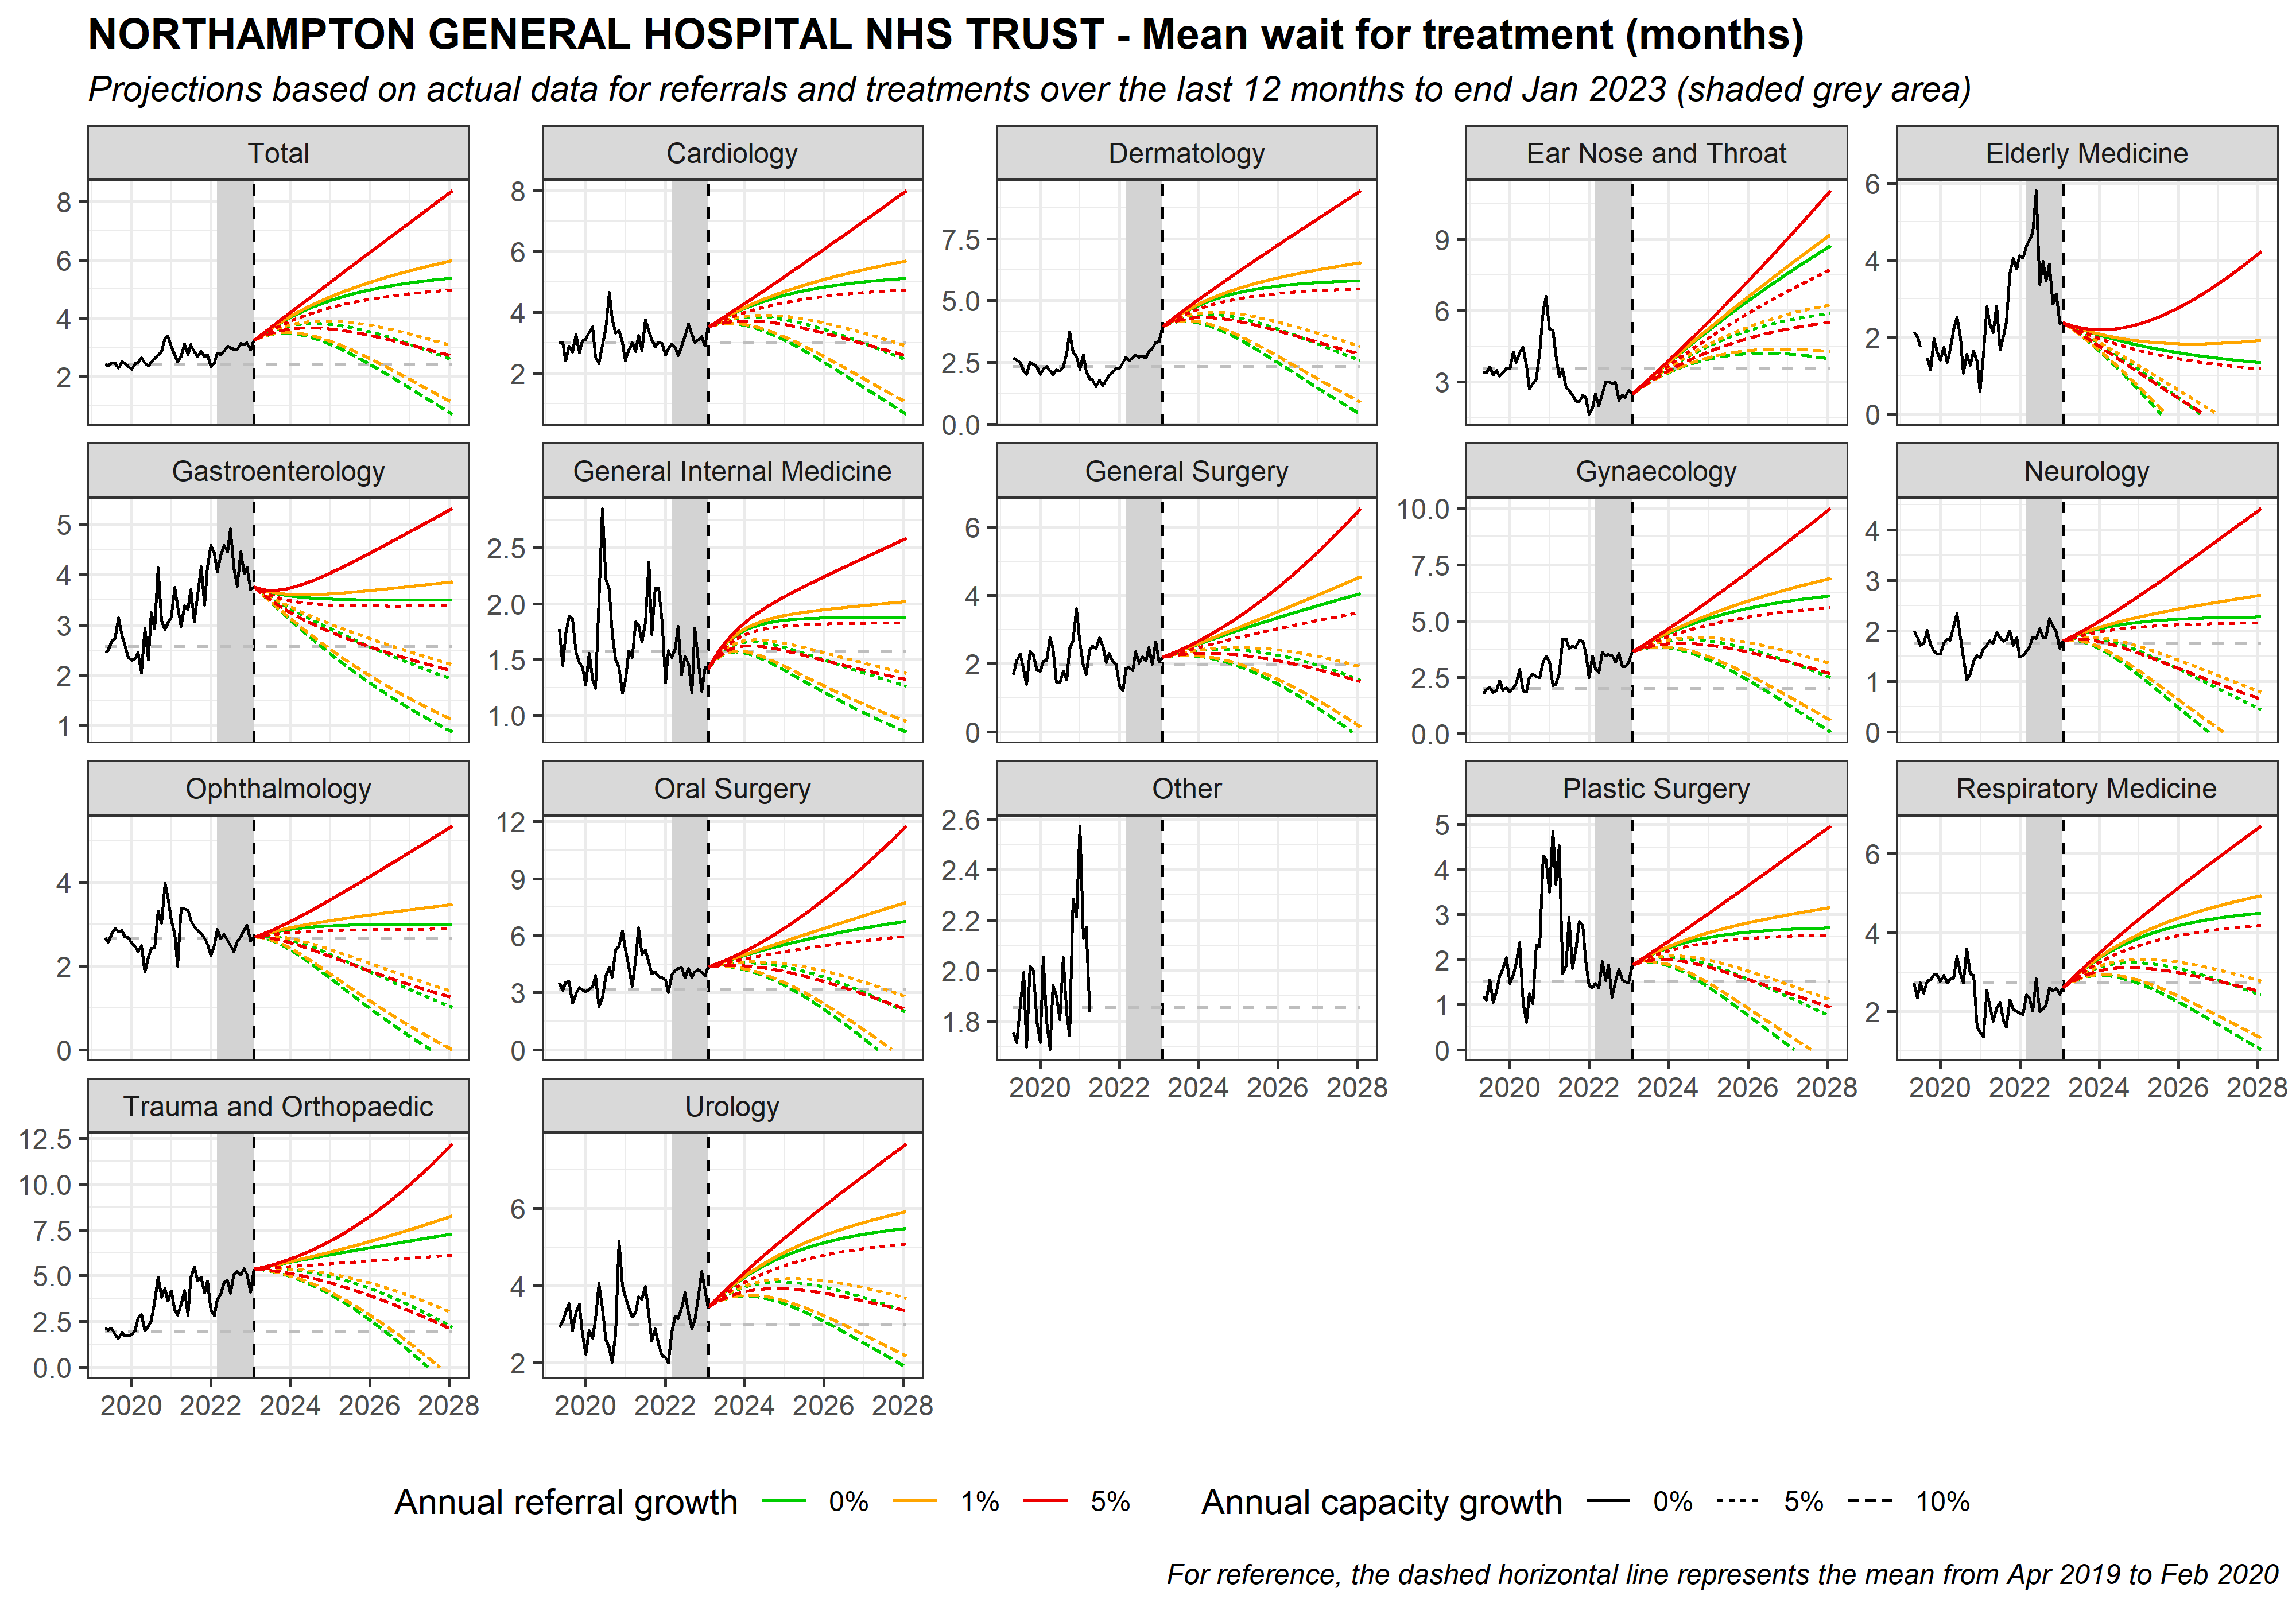 NORTHAMPTON GENERAL HOSPITAL NHS TRUST - Mean wait for treatment (months)
Projections based on actual data for referrals and treatments over the last 12 months to end Jan 2023 (shaded grey area)
Total
Cardiology
Dermatology
Ear Nose and Throat
Elderly Medicine
8
6
4
2
8
6
4
2
7.5
5.0
2.5
0.0
9
6
3
6
4
2
0
Gastroenterology
General Internal Medicine
General Surgery
Gynaecology
Neurology
5
4
3
2
1
2.5
2.0
1.5
1.0
6
4
2
0
10.0
7.5
5.0
2.5
0.0
4
3
2
1
0
Ophthalmology
Oral Surgery
Other
Plastic Surgery
Respiratory Medicine
4
2
0
12
9
6
3
0
2.6
2.4
2.2
2.0
1.8
5
4
3
2
1
0
6
4
2
2020 2022 2024 2026 2028
2020 2022 2024 2026 2028
2020 2022 2024 2026 2028
Trauma and Orthopaedic
Urology
12.5
10.0
7.5
5.0
2.5
0.0
6
4
2
2020 2022 2024 2026 2028
2020 2022 2024 2026 2028
Annual referral growth 0% 1% 5% Annual capacity growth 0% 5% 10%
For reference, the dashed horizontal line represents the mean from Apr 2019 to Feb 2020